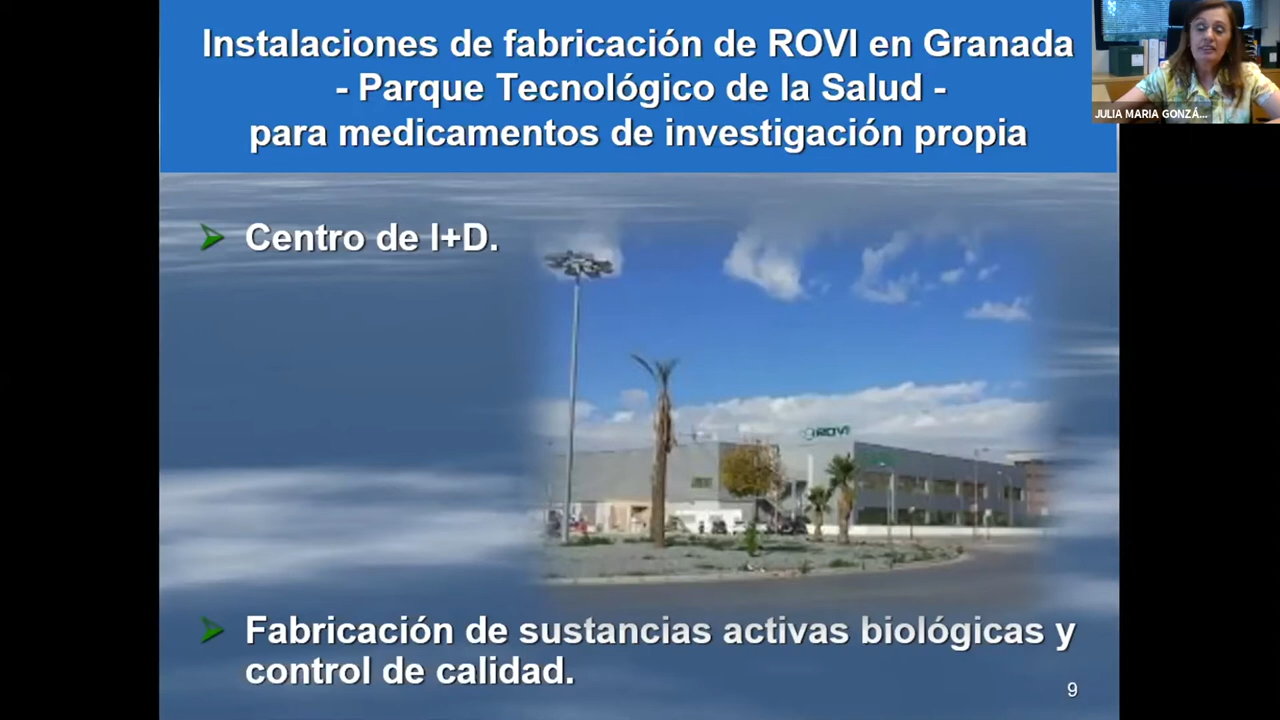 Instalaciones de fabricación de ROVI en Granada
- Parque Tecnológico de la Salud -
para medicamentos de investigación propia
JULIA MARIA GONZÁ...
Centro de I+D.
ROVI
Fabricación de sustancias activas biológicas y
control de calidad.
9